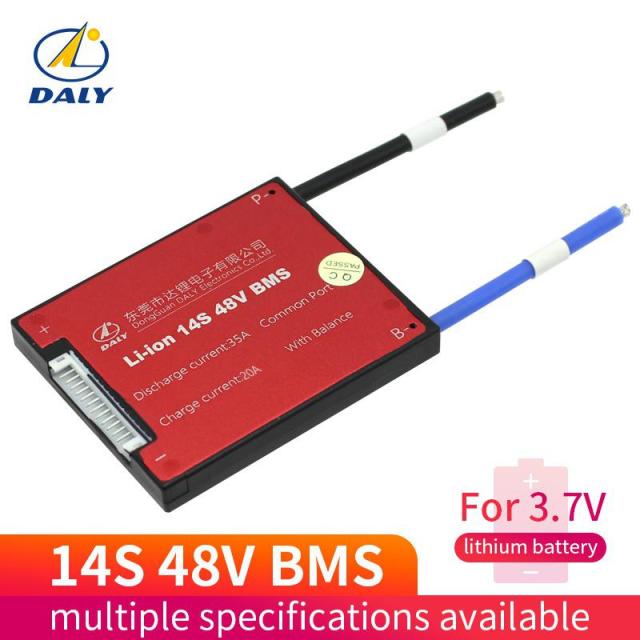 DALY
P-
东莞市达锂电子有限公司
DongGuan DALY Electronics Co.,Ltd
DALY
Li-ion 14S 48V BMS
Discharge current:35A Common Port
Charge current:20A With Balance
QC
PASSED
B-
+
-
For 3.7V
lithium battery
+
-
14S 48V BMS
multiple specifications available